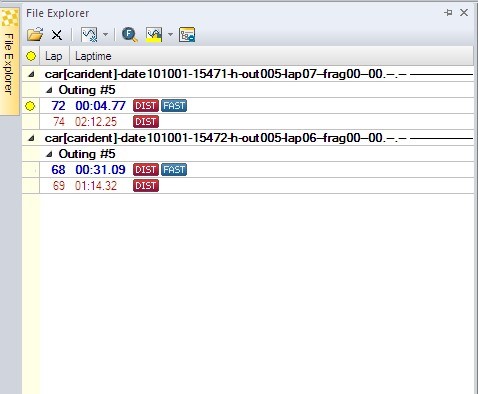 File Explorer
File Explorer
Lap Laptime
car[carident]-date101001-15471-h-out005-lap07--frag00--00.--.--
Outing #5
72 00:04.77 DIST FAST
74 02:12.25 DIST
car[carident]-date101001-15472-h-out005-lap06--frag00--00.--.--
Outing #5
68 00:31.09 DIST FAST
69 01:14.32 DIST